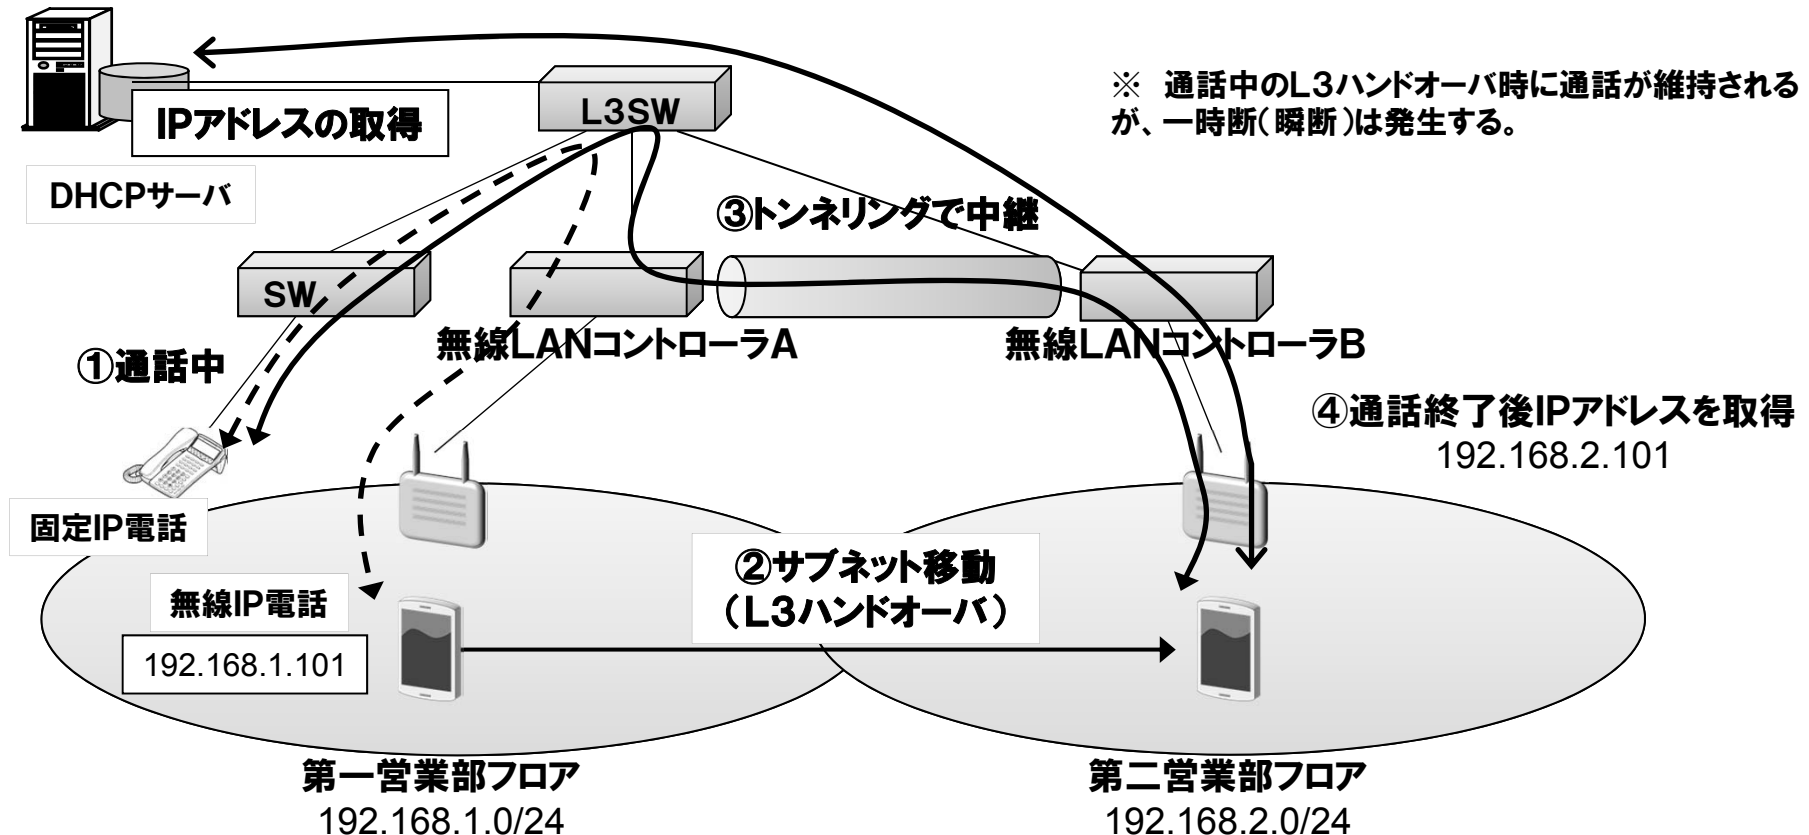 IPアドレスの取得
L3SW
※ 通話中のL3ハンドオーバ時に通話が維持される
が、一時断(瞬断)は発生する。
DHCPサーバ
③トンネリングで中継
SW
無線LANコントローラA
無線LANコントローラB
①通話中
④通話終了後IPアドレスを取得
192.168.2.101
固定IP電話
②サブネット移動
(L3ハンドオーバ)
無線IP電話
192.168.1.101
第一営業部フロア
192.168.1.0/24
第二営業部フロア
192.168.2.0/24